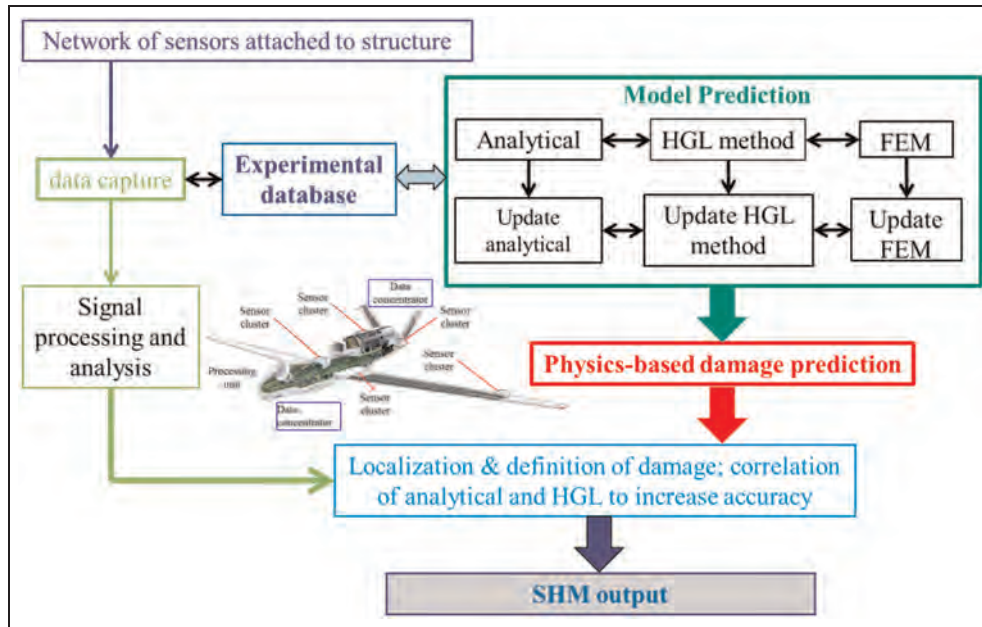 Network of sensors attached to structure
Model Prediction
Analytical
HGL method
FEM
data capture
Experimental
database
Update
analytical
Update HGL
method
Update
FEM
Signal
processing and
analysis
Sensor
cluster
Sensor
cluster
Data
concentrator
Sensor
cluster
Sensor
cluster
Processing
unit
Data
concentrator
Sensor
cluster
Physics-based damage prediction
Localization & definition of damage; correlation
of analytical and HGL to increase accuracy
SHM output